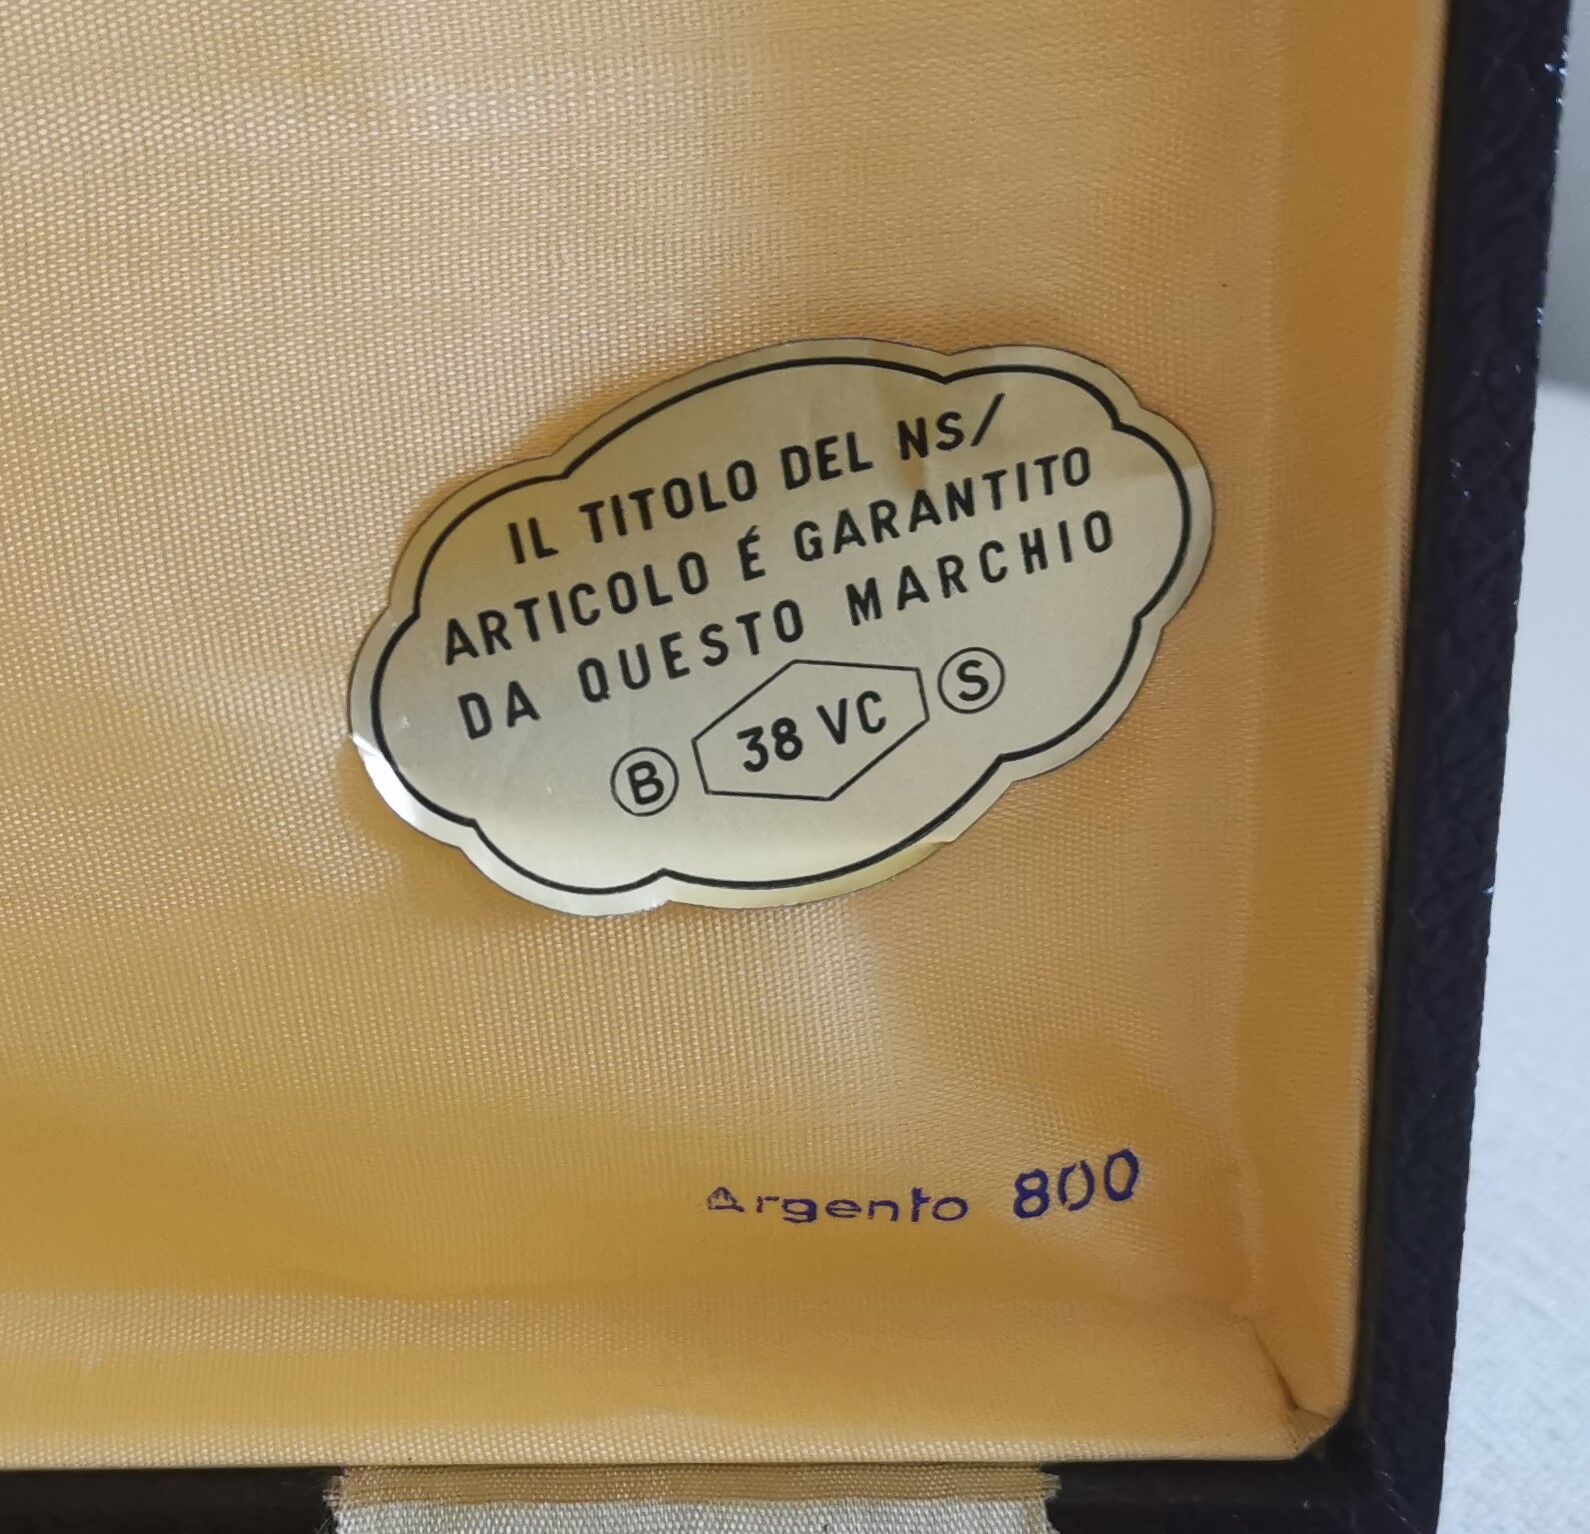 IL TITOLO DEL NS/
ARTICOLO É GARANTITO
DA QUESTO MARCHIO
B 38 VC S
Argento 800